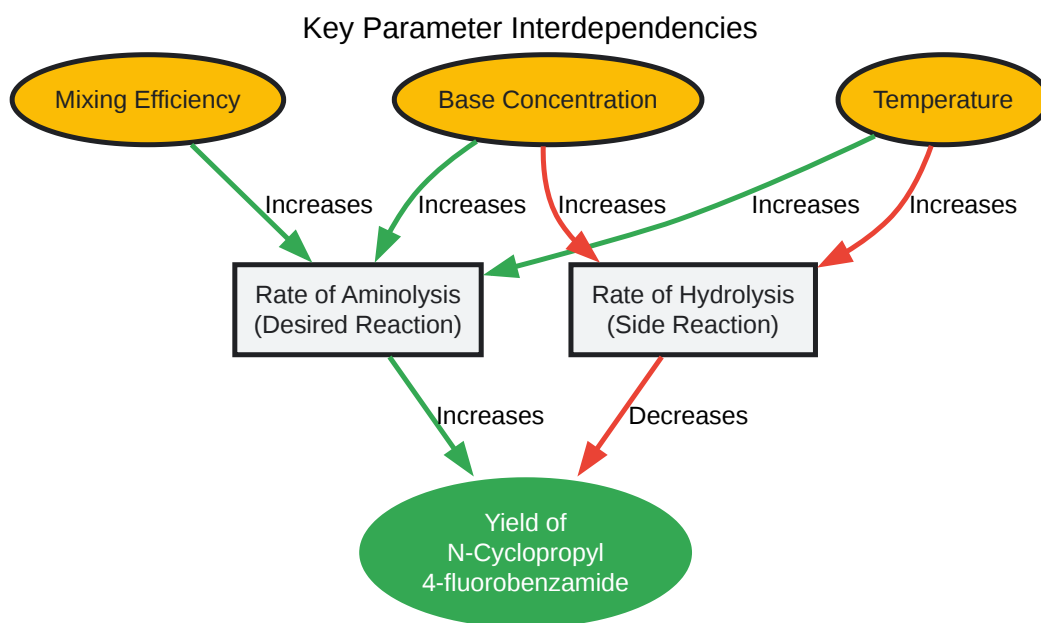 Key Parameter Interdependencies
Mixing Efficiency
Base Concentration
Temperature
Increases
Increases
Increases
Increases
Increases
Rate of Aminolysis
(Desired Reaction)
Rate of Hydrolysis
(Side Reaction)
Increases
Decreases
Yield of
N-Cyclopropyl
4-fluorobenzamide